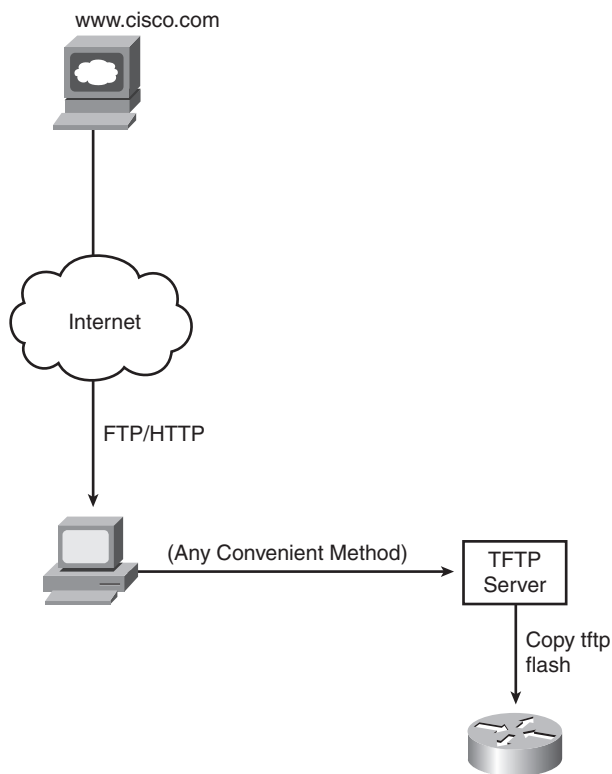 www.cisco.com
Internet
FTP/HTTP
(Any Convenient Method)
TFTP
Server
Copy tftp
flash